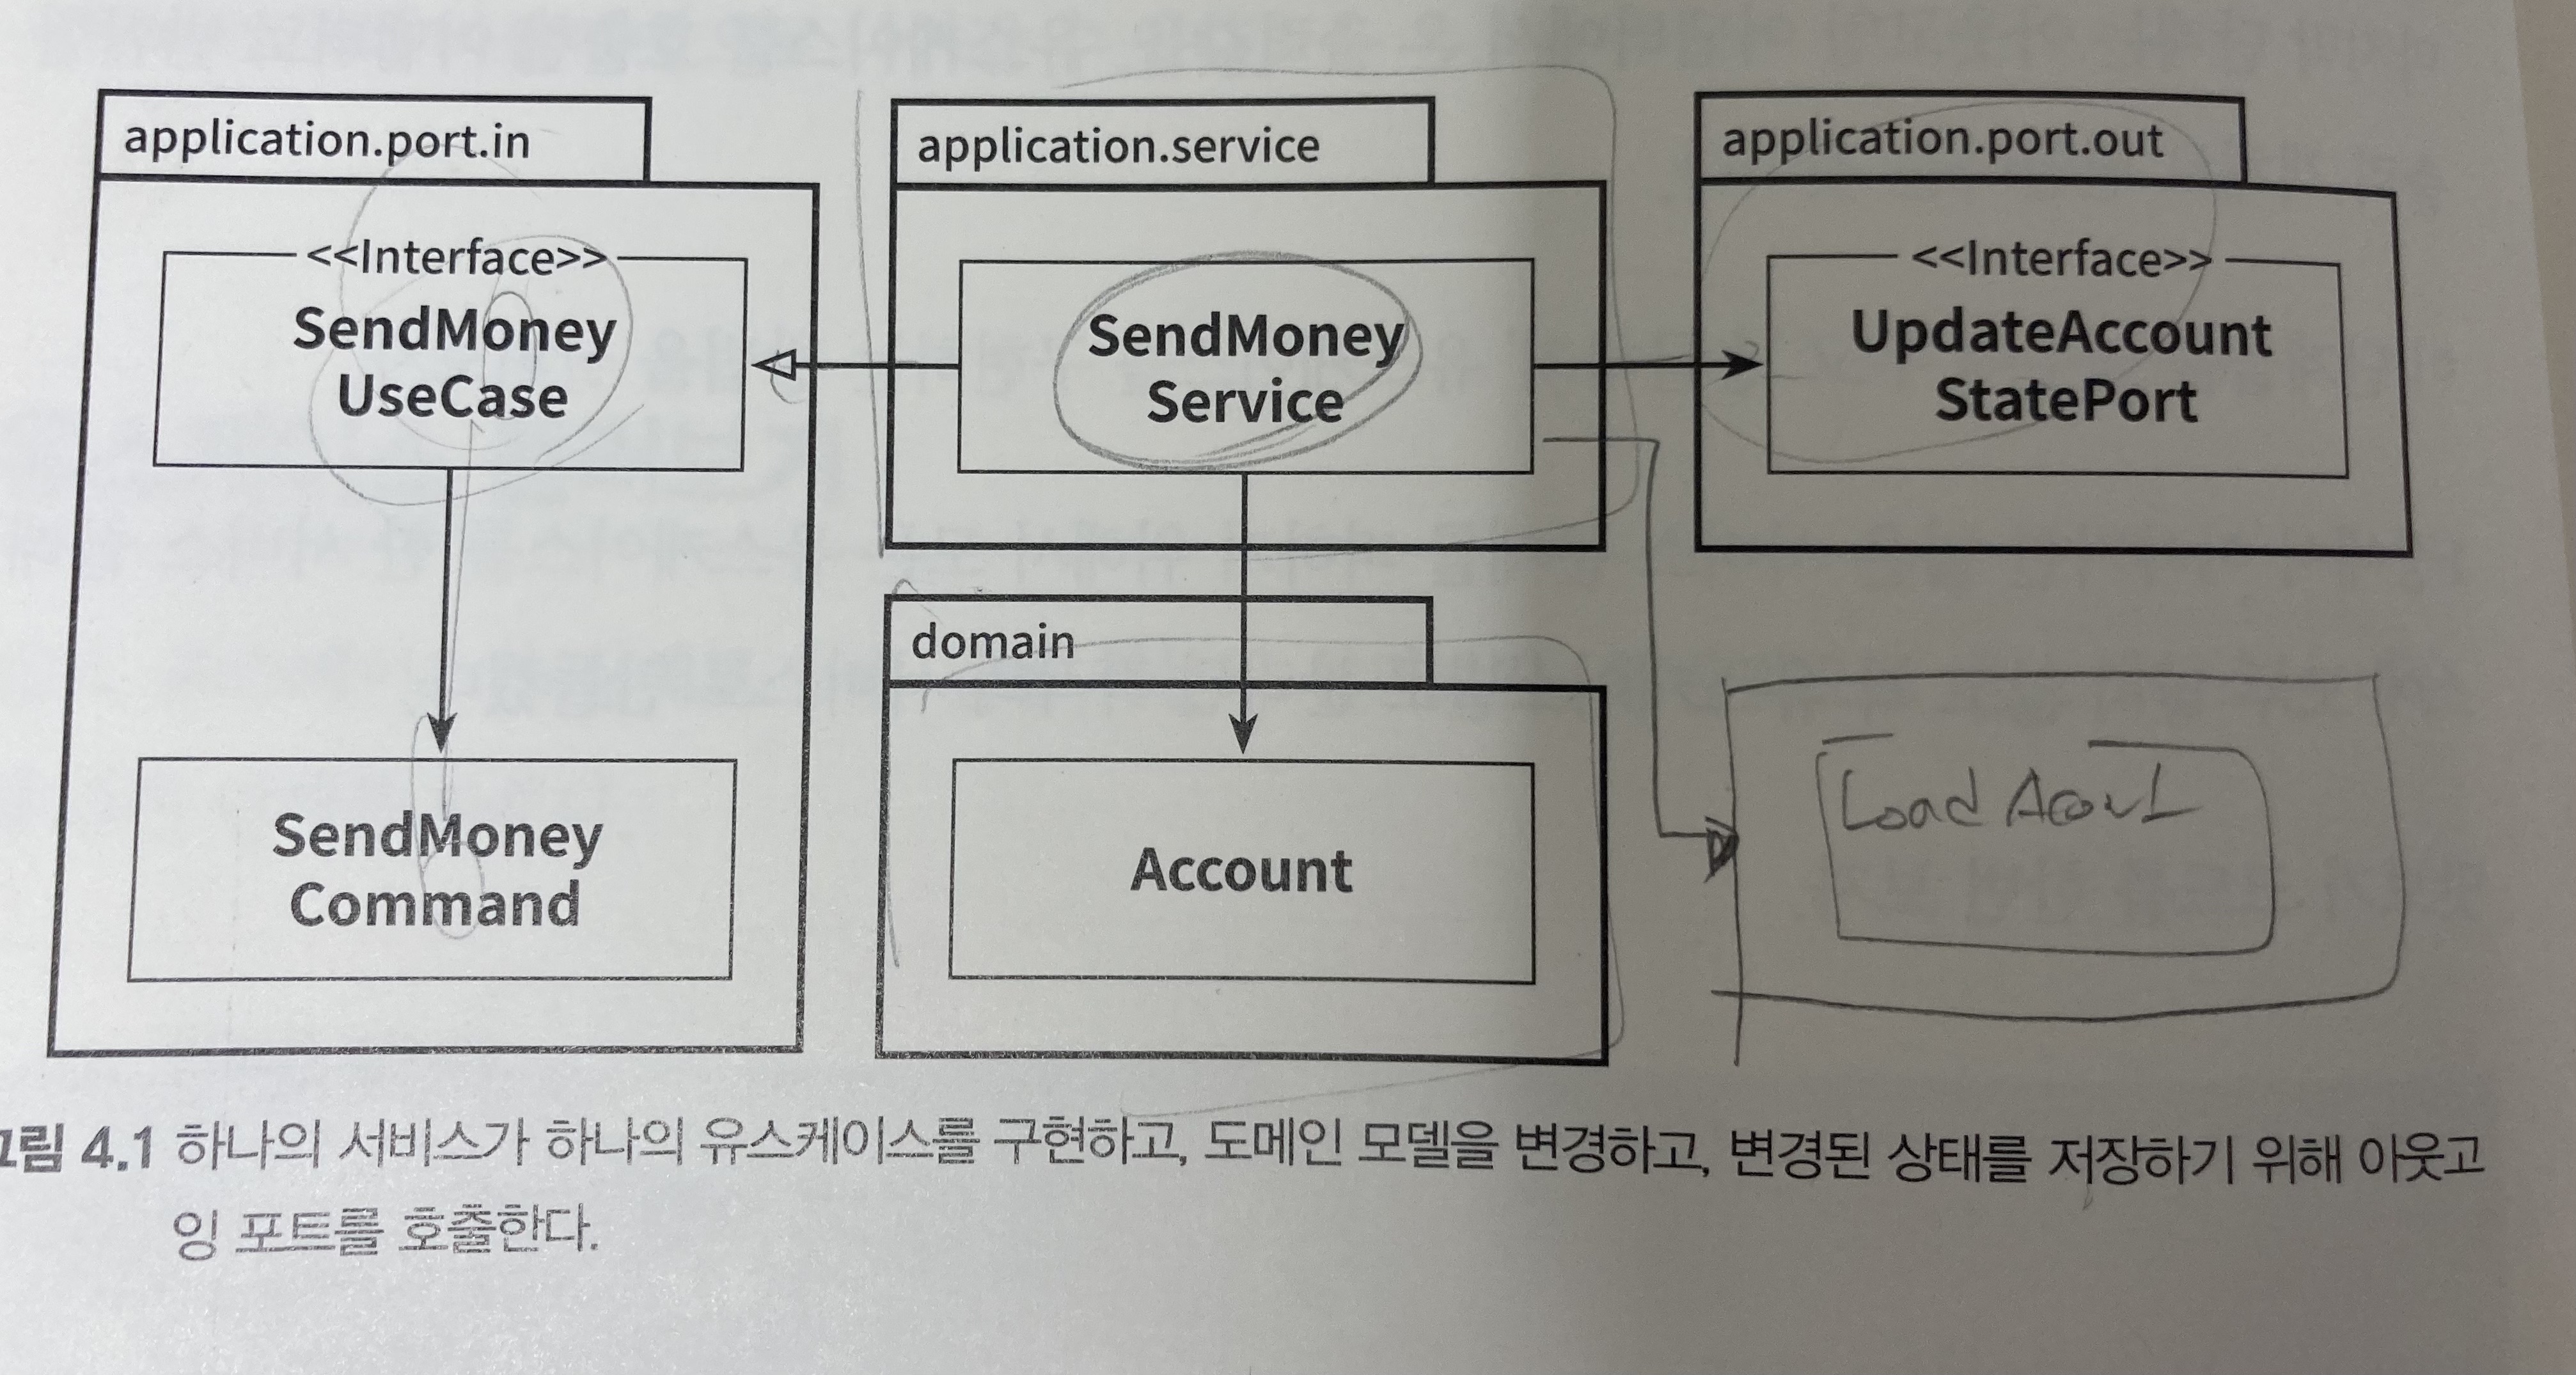 application.port.in
<<Interface>>
SendMoney
UseCase
SendMoney
Command
application.service
SendMoney
Service
domain
Account
application.port.out
<<Interface>>
UpdateAccount
StatePort
Load
그림 4.1 하나의 서비스가 하나의 유스케이스를 구현하고, 도메인 모델을 변경하고, 변경된 상태를 저장하기 위해 아웃고
잉 포트를 호출한다.